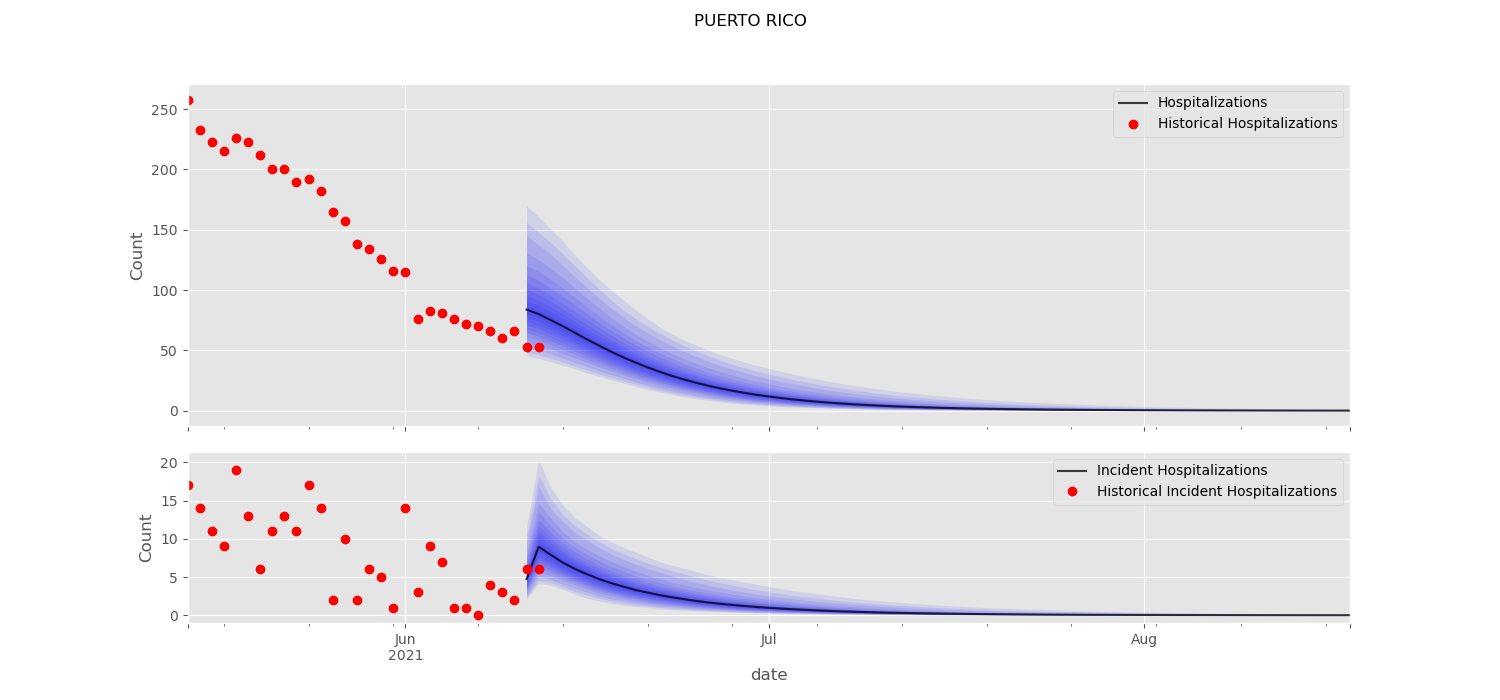 PUERTO RICO
Hospitalizations
Historical Hospitalizations
Count
250
200
150
100
50
0
Incident Hospitalizations
Historical Incident Hospitalizations
Count
20
15
10
5
0
Jun
2021
Jul
Aug
date